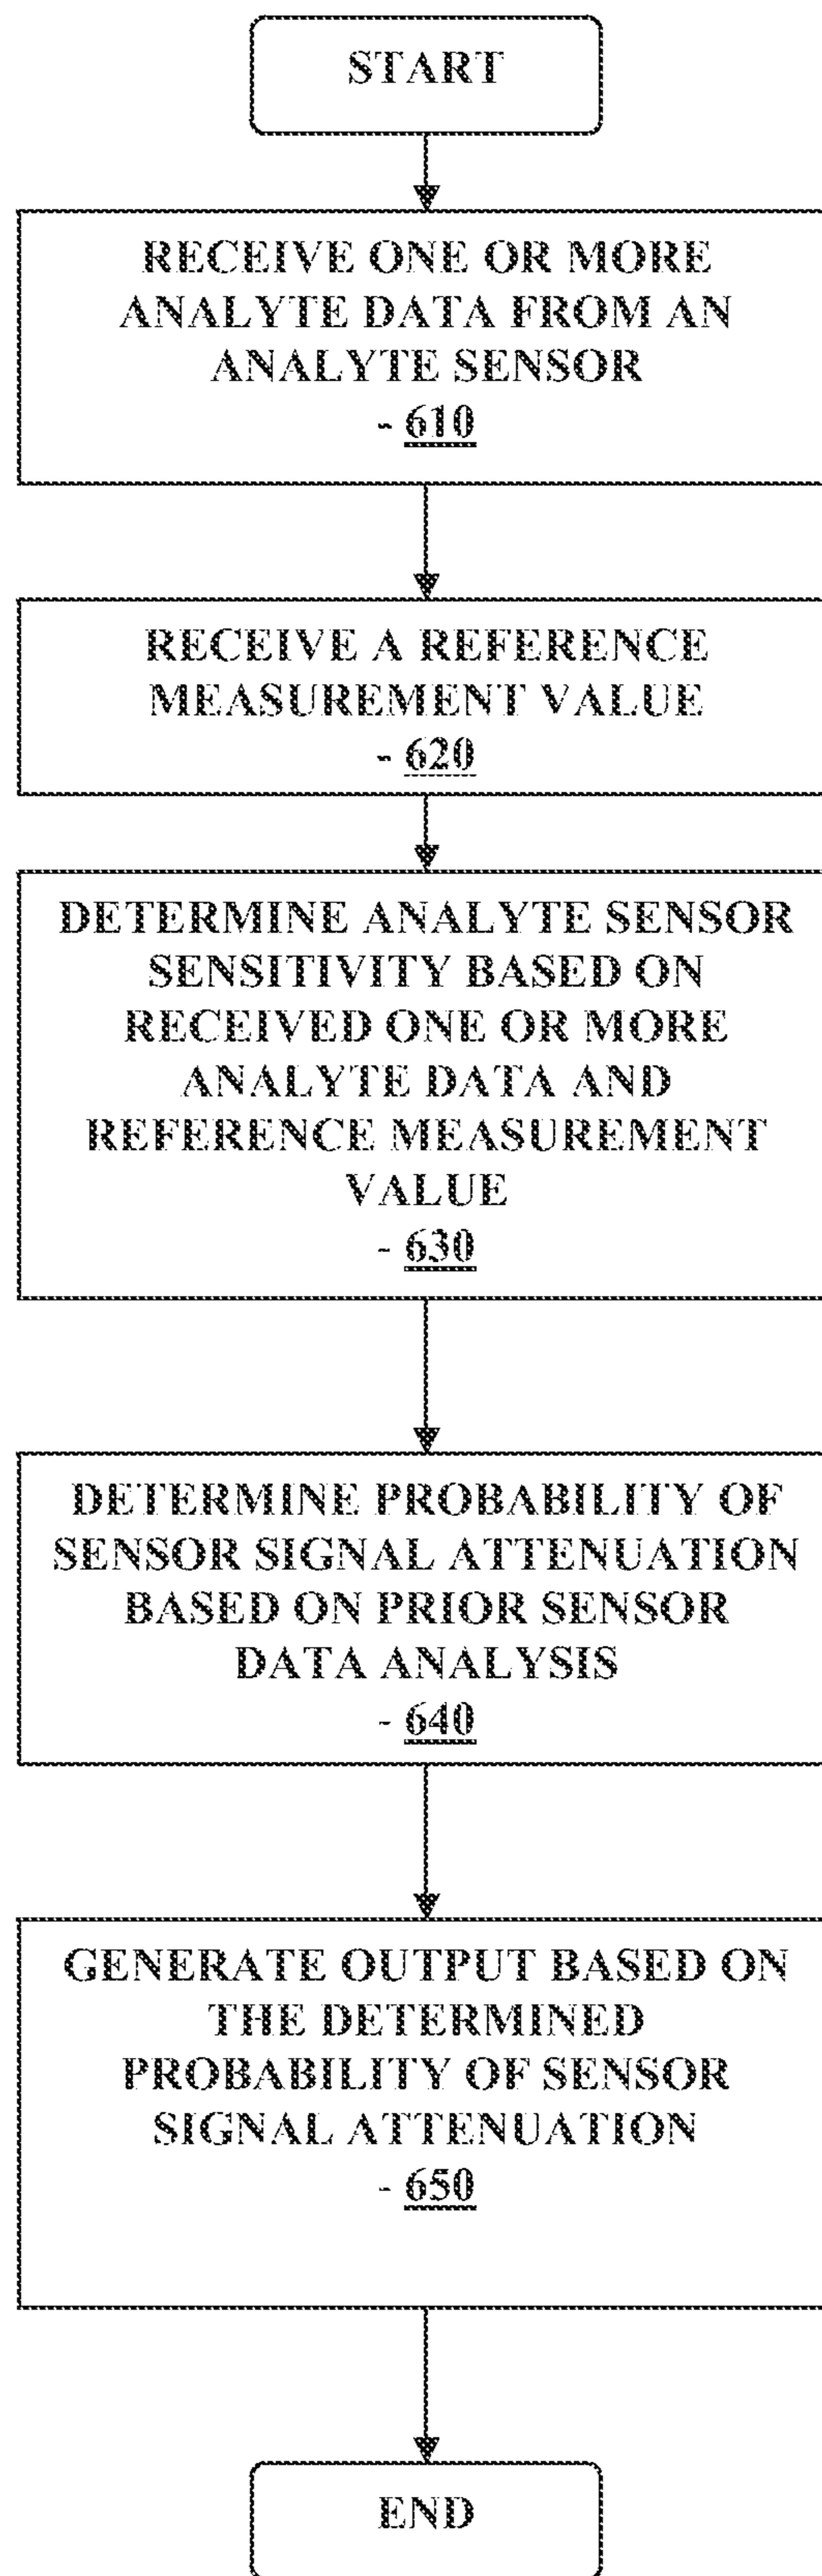 START
RECEIVE ONE OR MORE
ANALYTE DATA FROM AN
ANALYTE SENSOR
- 610
RECEIVE A REFERENCE
MEASUREMENT VALUE
- 620
DETERMINE ANALYTE SENSOR
SENSITIVITY BASED ON
RECEIVED ONE OR MORE
ANALYTE DATA AND
REFERENCE MEASUREMENT
VALUE
- 630
DETERMINE PROBABILITY OF
SENSOR SIGNAL ATTENUATION
BASED ON PRIOR SENSOR
DATA ANALYSIS
- 640
GENERATE OUTPUT BASED ON
THE DETERMINED
PROBABILITY OF SENSOR
SIGNAL ATTENUATION
- 650
END